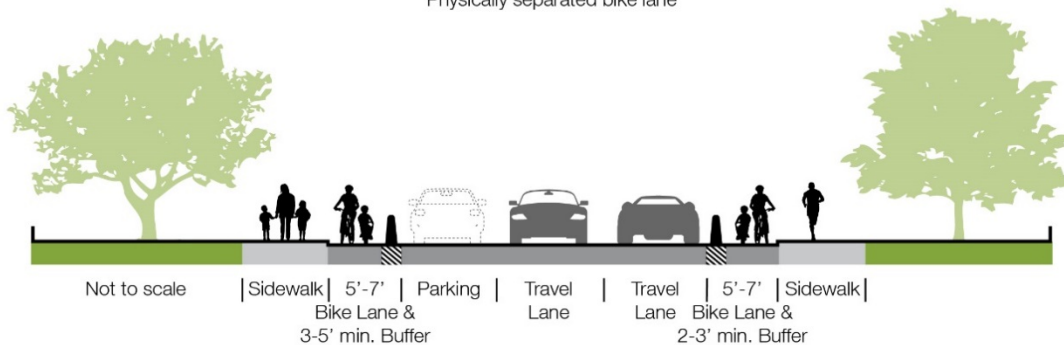 Physically separated bike lane
Not to scale
Sidewalk
5'-7'
Bike Lane &
3-5' min. Buffer
Parking
Travel
Lane
Travel
Lane
5'-7'
Bike Lane &
2-3' min. Buffer
Sidewalk